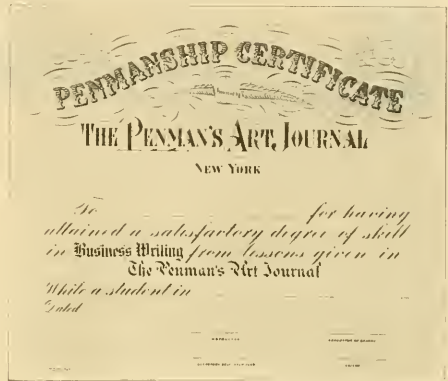 PENMANSHIP CERTIFICATE
THE PENMAN'S ART JOURNAL
NEW YORK
To for having
attained a satisfactory degree of skill
in Business Writing from lessons given in
The Penman's Art Journal
While a student in
Dated